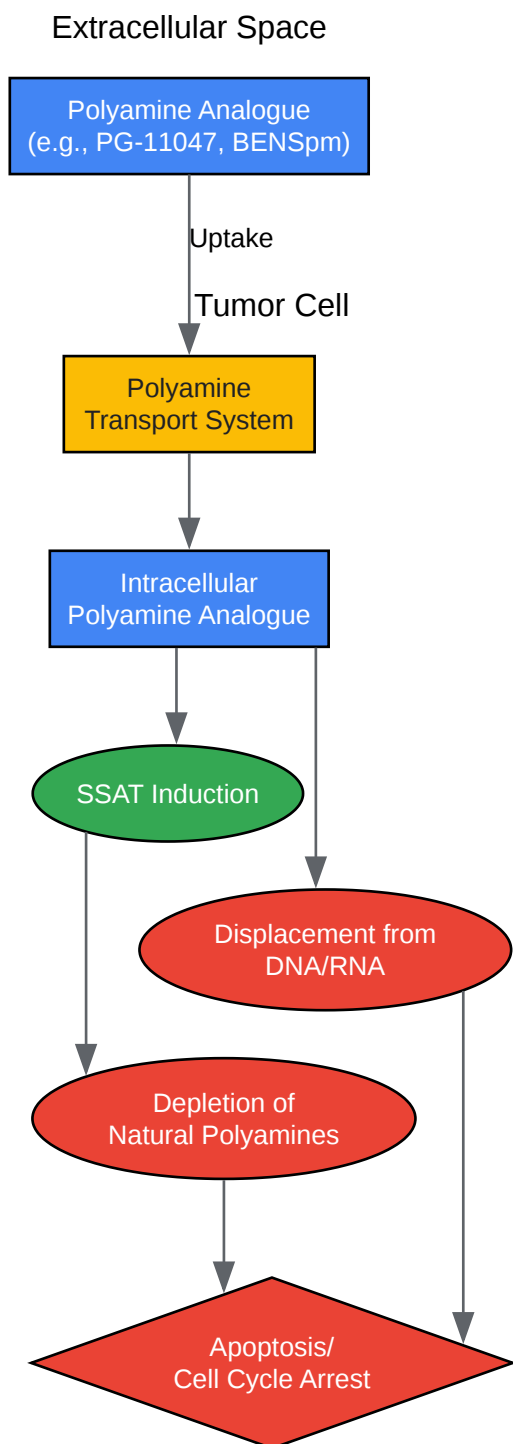 Extracellular Space
Polyamine Analogue
(e.g., PG-11047, BENSpm)
Uptake
Tumor Cell
Polyamine
Transport System
Intracellular
Polyamine Analogue
SSAT Induction
Displacement from
DNA/RNA
Depletion of
Natural Polyamines
Apoptosis/
Cell Cycle Arrest